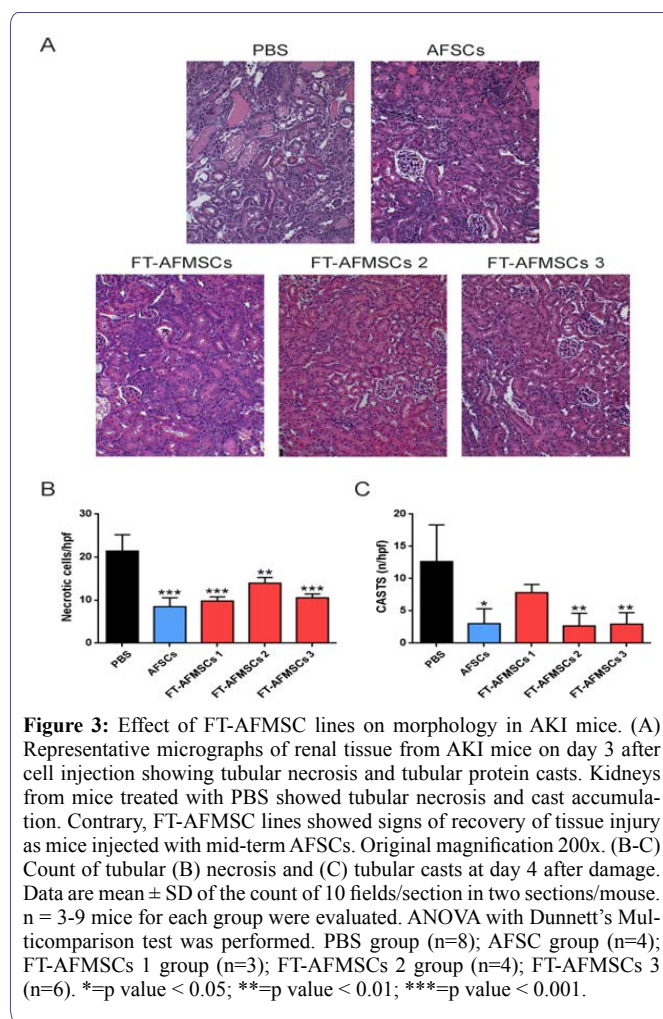 A
PBS
AFSCs
FT-AFMSCs
FT-AFMSCs 2
FT-AFMSCs 3
B
Necrotic cells/hpf
30
20
10
0
***
***
**
***
PBS
AFSCs
FT-AFMSCs 1
FT-AFMSCs 2
FT-AFMSCs 3
C
CASTS (n/hpf)
20
15
10
5
0
*
**
**
PBS
AFSCs
FT-AFMSCs 1
FT-AFMSCs 2
FT-AFMSCs 3
Figure 3: Effect of FT-AFMSC lines on morphology in AKI mice. (A)
Representative micrographs of renal tissue from AKI mice on day 3 after
cell injection showing tubular necrosis and tubular protein casts. Kidneys
from mice treated with PBS showed tubular necrosis and cast accumula-
tion. Contrary, FT-AFMSC lines showed signs of recovery of tissue injury
as mice injected with mid-term AFSCs. Original magnification 200x. (B-C)
Count of tubular (B) necrosis and (C) tubular casts at day 4 after damage.
Data are mean ± SD of the count of 10 fields/section in two sections/mouse.
n = 3-9 mice for each group were evaluated. ANOVA with Dunnett's Mul-
ticomparison test was performed. PBS group (n=8); AFSC group (n=4);
FT-AFMSCs 1 group (n=3); FT-AFMSCs 2 group (n=4); FT-AFMSCs 3
(n=6). *=p value < 0.05; **=p value < 0.01; ***=p value < 0.001.